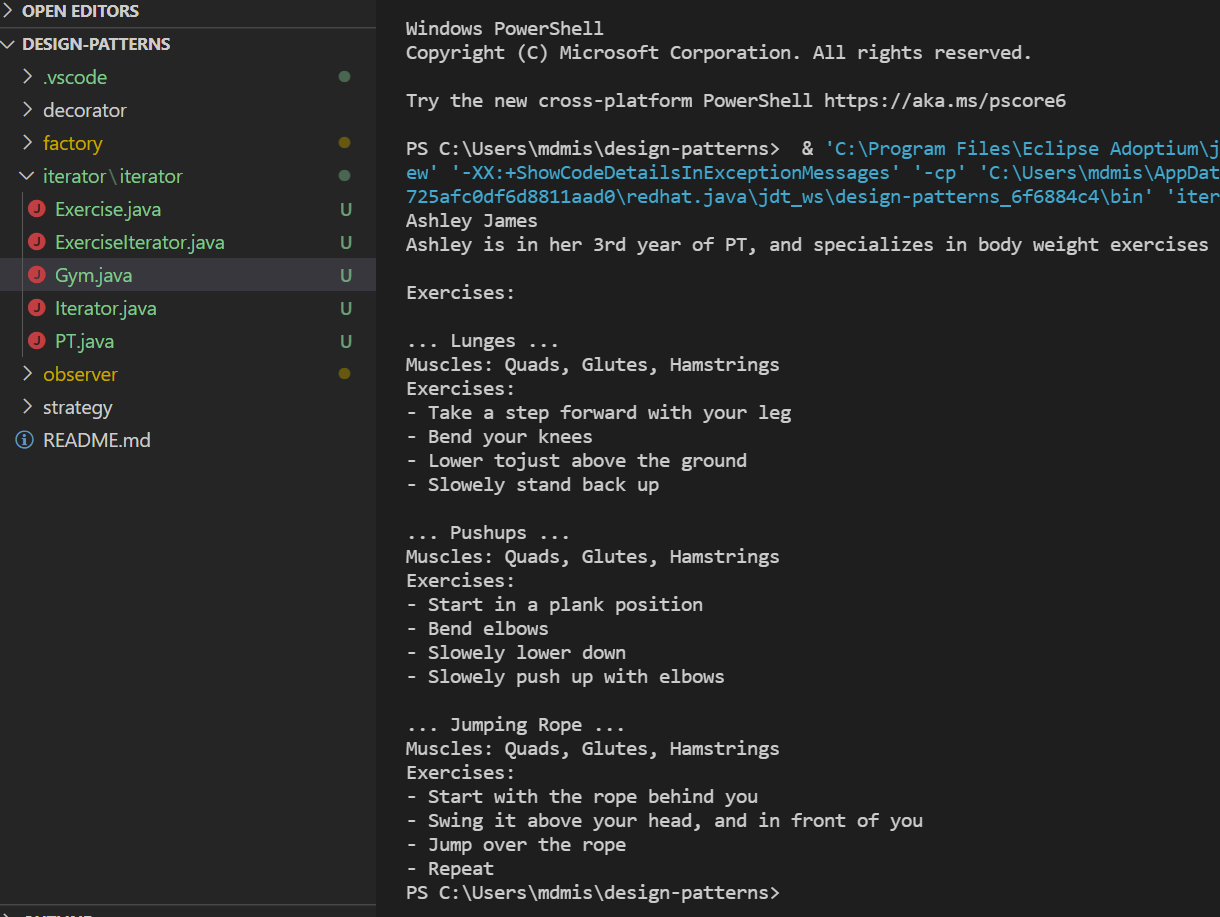 OPEN EDITORS
DESIGN-PATTERNS
.vscode
decorator
factory
iterator\iterator
Exercise.java U
ExerciseIterator.java U
Gym.java U
Iterator.java U
PT.java U
observer
strategy
README.md
Windows PowerShell
Copyright (C) Microsoft Corporation. All rights reserved.
Try the new cross-platform PowerShell https://aka.ms/pscore6
PS C:\Users\mdmis\design-patterns>  & 'C:\Program Files\Eclipse Adoptium\j
ew' '-XX:+ShowCodeDetailsInExceptionMessages' '-cp' 'C:\Users\mdmis\AppDat
725afc0df6d8811aad0\redhat.java\jdt_ws\design-patterns_6f6884c4\bin' 'iter
Ashley James
Ashley is in her 3rd year of PT, and specializes in body weight exercises
Exercises:
... Lunges ...
Muscles: Quads, Glutes, Hamstrings
Exercises:
- Take a step forward with your leg
- Bend your knees
- Lower tojust above the ground
- Slowely stand back up
... Pushups ...
Muscles: Quads, Glutes, Hamstrings
Exercises:
- Start in a plank position
- Bend elbows
- Slowely lower down
- Slowely push up with elbows
... Jumping Rope ...
Muscles: Quads, Glutes, Hamstrings
Exercises:
- Start with the rope behind you
- Swing it above your head, and in front of you
- Jump over the rope
- Repeat
PS C:\Users\mdmis\design-patterns>